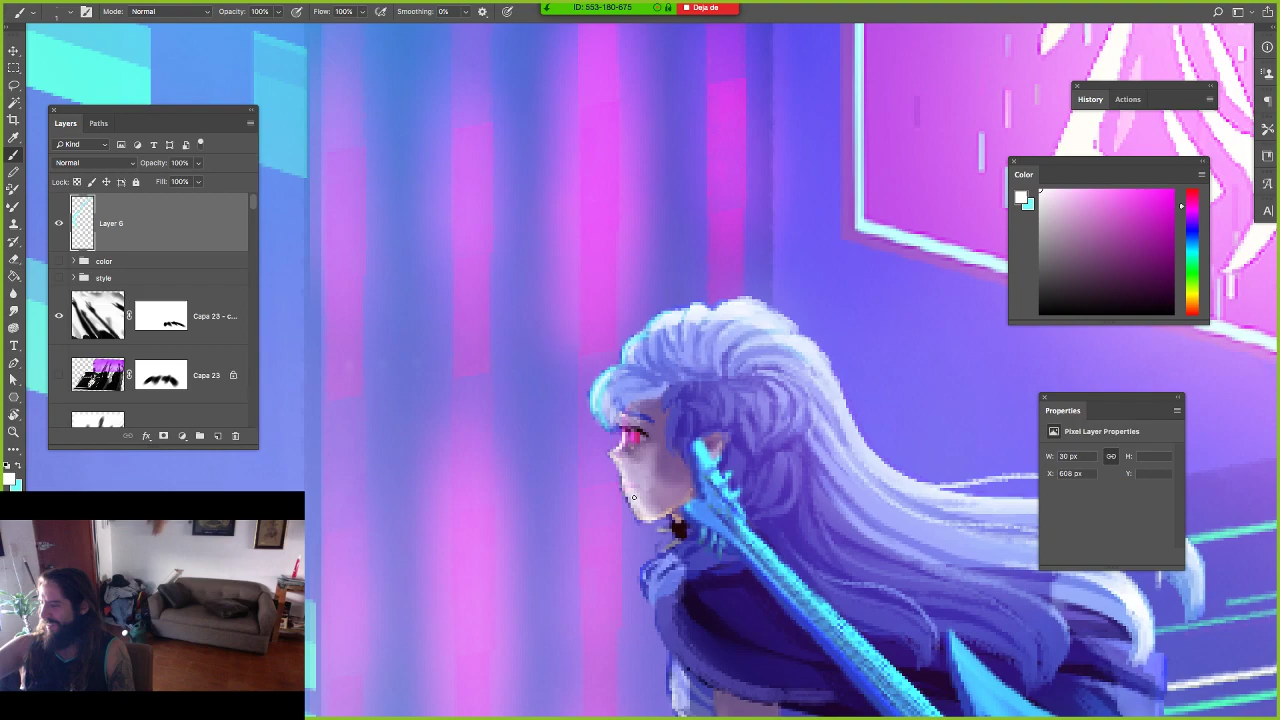 Mode: Normal Opacity: 100% Flow: 100% Smoothing: 0%
ID: 553-180-675 Deja de
Layers Paths
Kind
Normal Opacity: 100%
Lock: Fill: 100%
Layer 6
color
style
Capa 23 - c...
Capa 23
fx
History Actions
Color
Properties
Pixel Layer Properties
W: 30 px H:
X: 608 px Y: